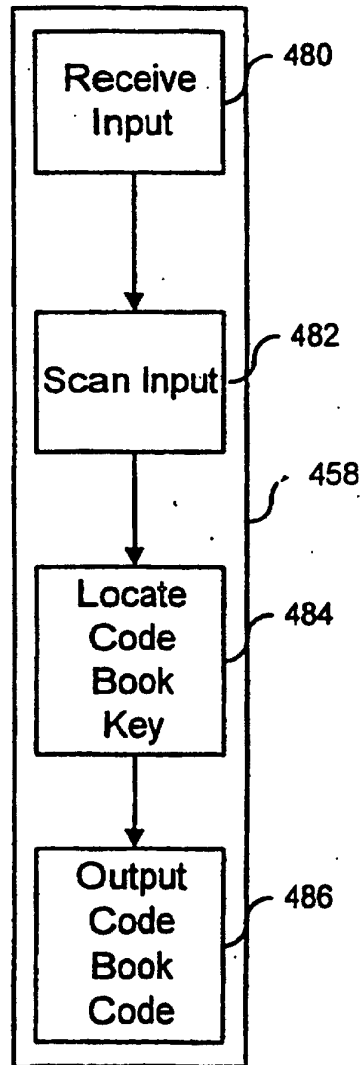 Receive
Input
480
Scan Input
482
458
Locate
Code
Book
Key
484
Output
Code
Book
Code
486